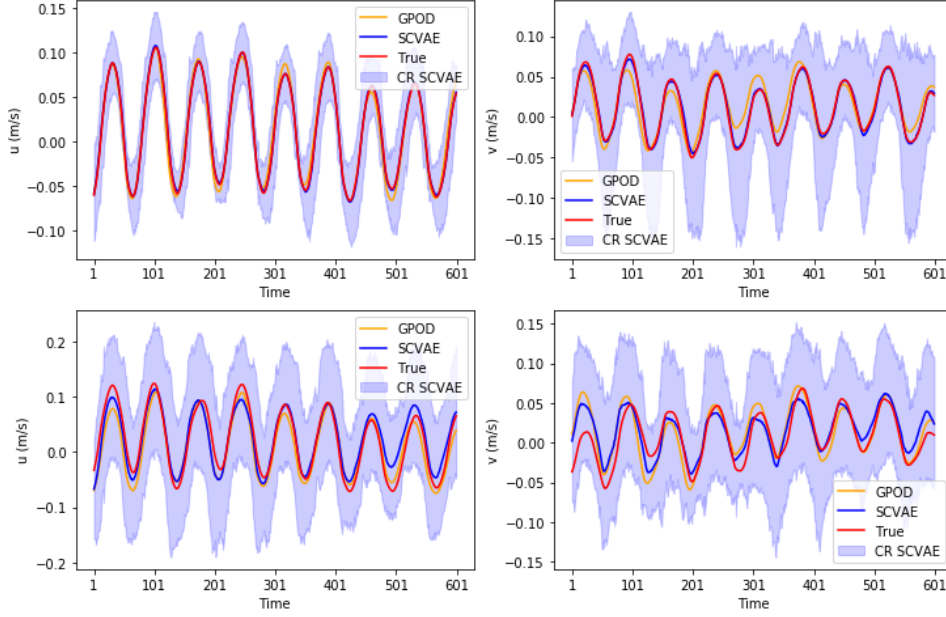 0.15
0.10
0.05
0.00
−0.05
−0.10
u (m/s)
GPOD
SCVAE
True
CR SCVAE
1 101 201 301 401 501 601
Time
0.10
0.05
0.00
−0.05
−0.10
−0.15
v (m/s)
GPOD
SCVAE
True
CR SCVAE
1 101 201 301 401 501 601
Time
0.2
0.1
0.0
−0.1
−0.2
u (m/s)
GPOD
SCVAE
True
CR SCVAE
1 101 201 301 401 501 601
Time
0.15
0.10
0.05
0.00
−0.05
−0.10
−0.15
v (m/s)
GPOD
SCVAE
True
CR SCVAE
1 101 201 301 401 501 601
Time